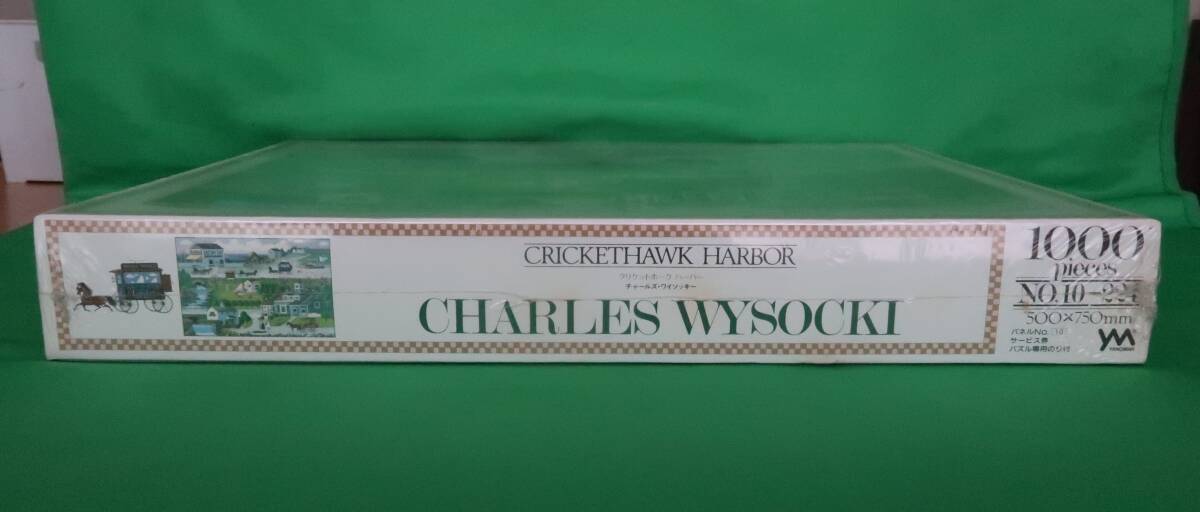 CRICKETHAWK HARBOR
クリケットホーク ハーバー
チャールズ・ワイソッキー
CHARLES WYSOCKI
1000
pieces
NO.10-224
500×750mm
パネルNo. 10
サービス券
パズル専用のり付
YM
YANOMAN